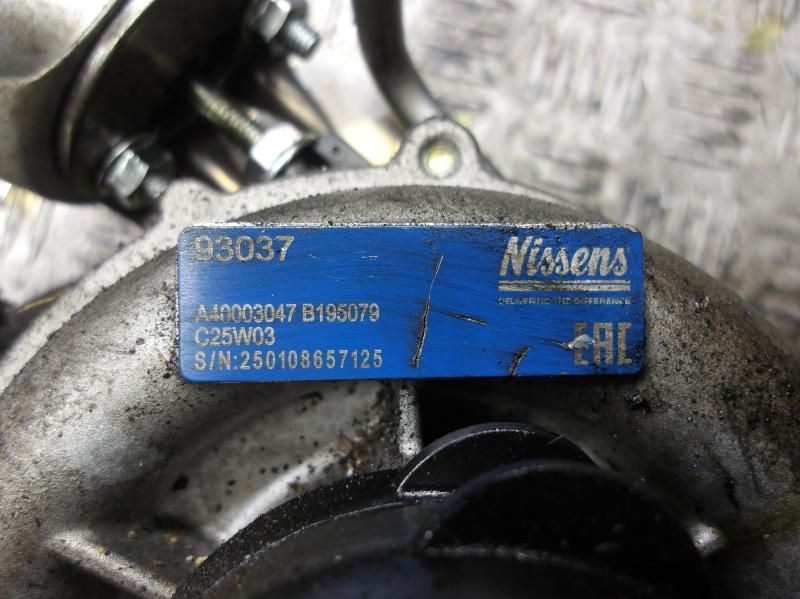 93037
Nissens
DELIVERING THE DIFFERENCE
A40003047 B195079
C25W03
S/N:250108657125
EAC